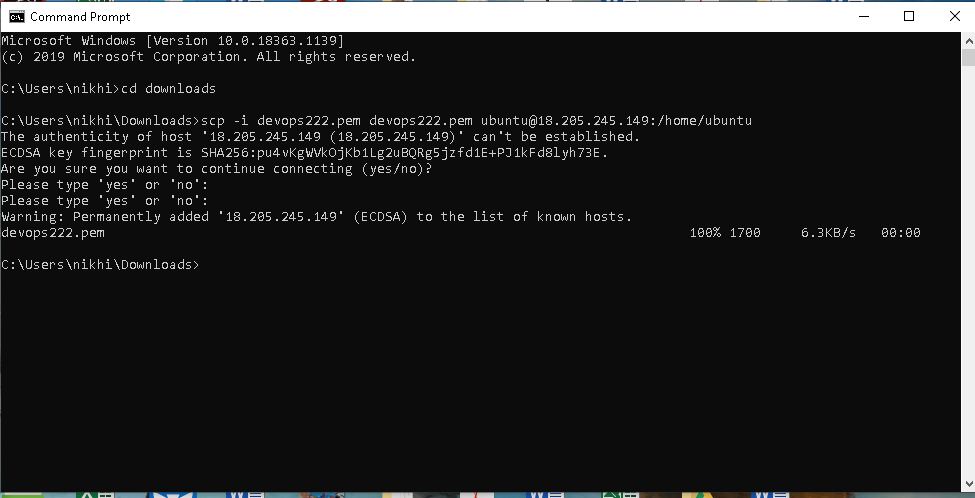 Command Prompt
Microsoft Windows [Version 10.0.18363.1139]
(c) 2019 Microsoft Corporation. All rights reserved.
C:\Users\nikhi>cd downloads
C:\Users\nikhi\Downloads>scp -i devops222.pem devops222.pem ubuntu@18.205.245.149:/home/ubuntu
The authenticity of host '18.205.245.149 (18.205.245.149)' can't be established.
ECDSA key fingerprint is SHA256:pu4vKgWVkOjKb1Lg2uBQRg5jzfd1E+PJ1kFd8lyh73E.
Are you sure you want to continue connecting (yes/no)?
Please type 'yes' or 'no':
Please type 'yes' or 'no':
Warning: Permanently added '18.205.245.149' (ECDSA) to the list of known hosts.
devops222.pem 100% 1700 6.3KB/s 00:00
C:\Users\nikhi\Downloads>